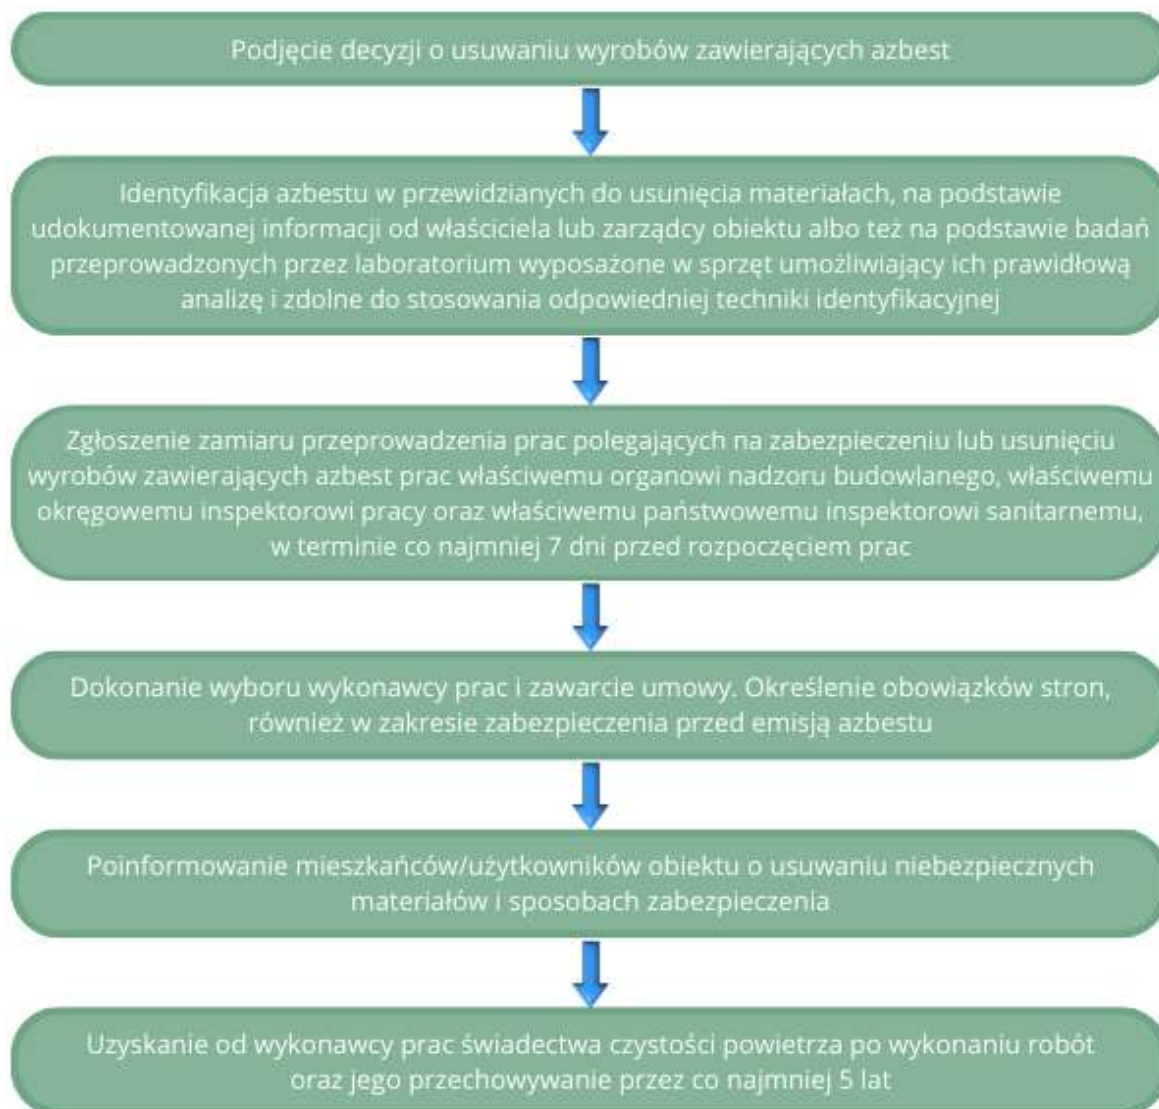 Podjęcie decyzji o usuwaniu wyrobów zawierających azbest
Identyfikacja azbestu w przewidzianych do usunięcia materiałach, na podstawie
udokumentowanej informacji od właściciela lub zarządcy obiektu albo też na podstawie badań
przeprowadzonych przez laboratorium wyposażone w sprzęt umożliwiający ich prawidłową
analizę i zdolne do stosowania odpowiedniej techniki identyfikacyjnej
Zgłoszenie zamiaru przeprowadzenia prac polegających na zabezpieczeniu lub usunięciu
wyrobów zawierających azbest prac właściwemu organowi nadzoru budowlanego, właściwemu
okręgowemu inspektorowi pracy oraz właściwemu państwowemu inspektorowi sanitarnemu,
w terminie co najmniej 7 dni przed rozpoczęciem prac
Dokonanie wyboru wykonawcy prac i zawarcie umowy. Określenie obowiązków stron,
również w zakresie zabezpieczenia przed emisją azbestu
Poinformowanie mieszkańców/użytkowników obiektu o usuwaniu niebezpiecznych
materiałów i sposobach zabezpieczenia
Uzyskanie od wykonawcy prac świadectwa czystości powietrza po wykonaniu robót
oraz jego przechowywanie przez co najmniej 5 lat